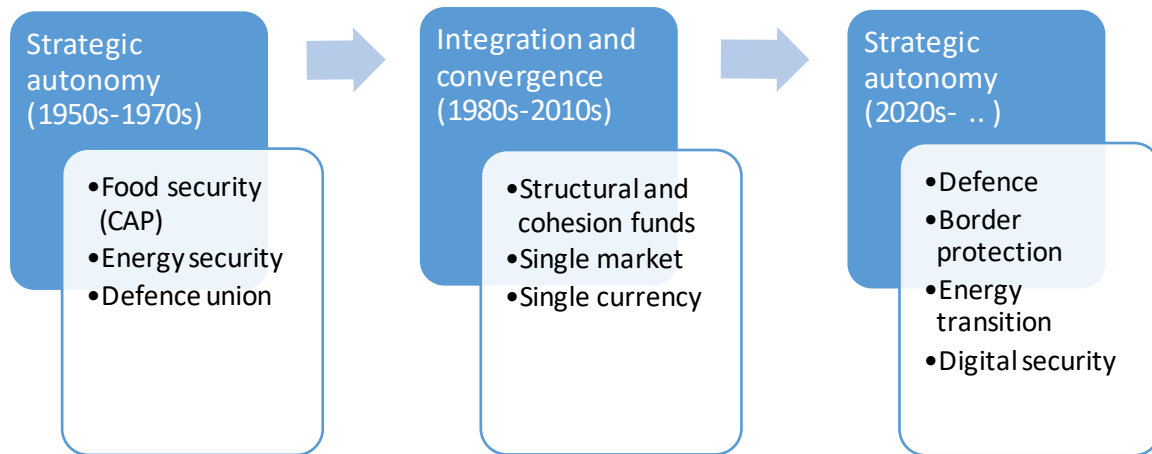 Strategic
autonomy
(1950s-1970s)
•Food security
(CAP)
•Energy security
•Defence union
Integration and
convergence
(1980s-2010s)
•Structural and
cohesion funds
•Single market
•Single currency
Strategic
autonomy
(2020s- .. )
•Defence
•Border
protection
•Energy
transition
•Digital security